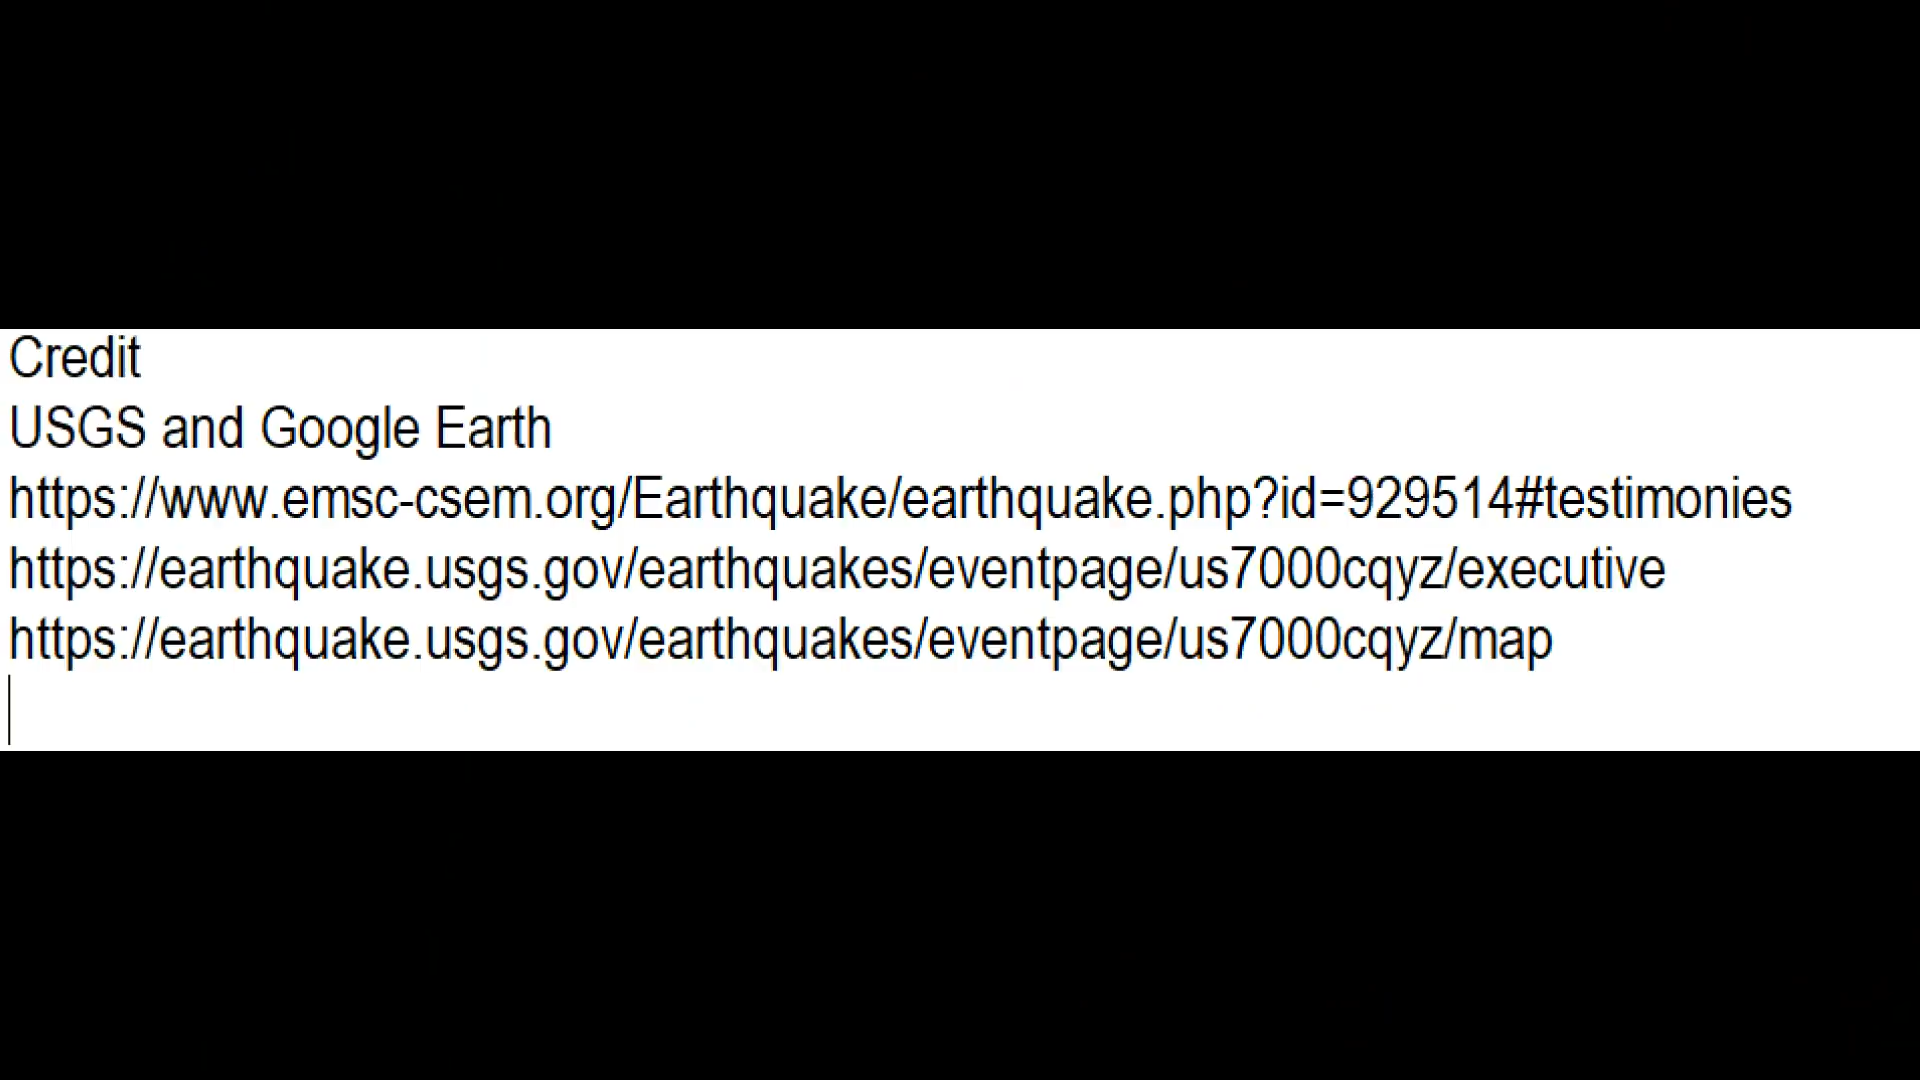 Credit
USGS and Google Earth
https://www.emsc-csem.org/Earthquake/earthquake.php?id=929514#testimonies
https://earthquake.usgs.gov/earthquakes/eventpage/us7000cqyz/executive
https://earthquake.usgs.gov/earthquakes/eventpage/us7000cqyz/map